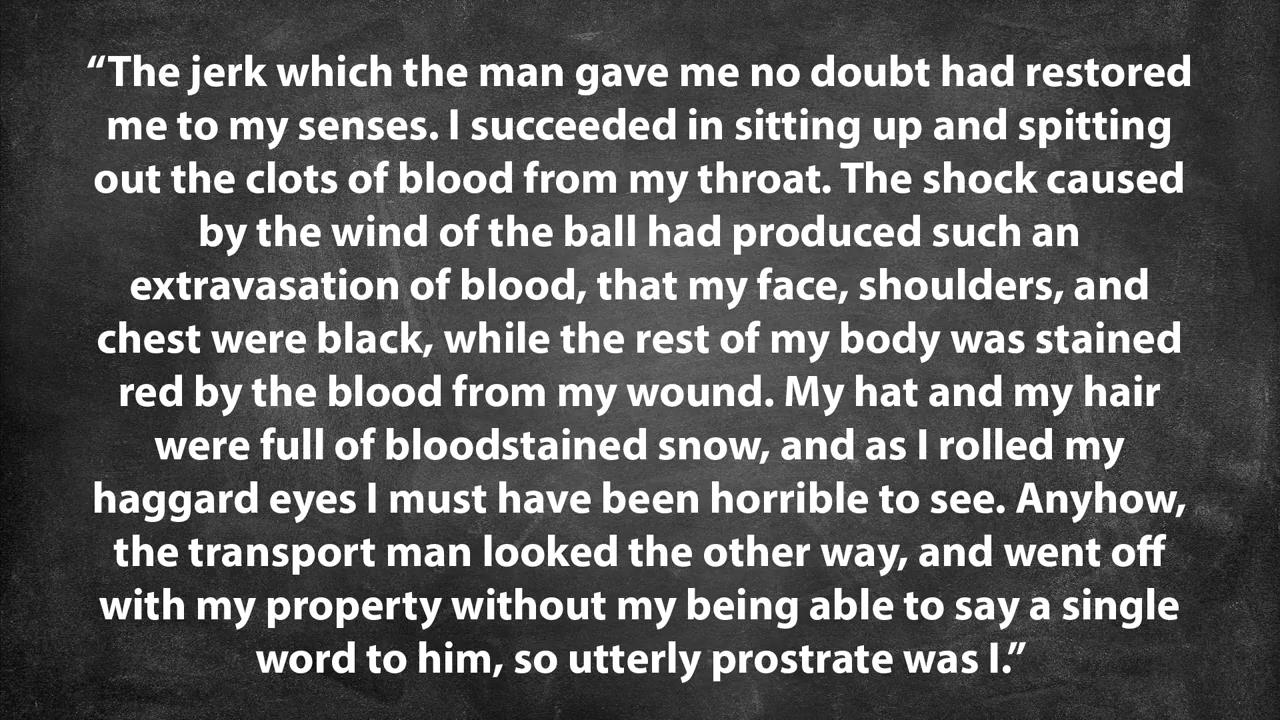 “The jerk which the man gave me no doubt had restored
me to my senses. I succeeded in sitting up and spitting
out the clots of blood from my throat. The shock caused
by the wind of the ball had produced such an
extravasation of blood, that my face, shoulders, and
chest were black, while the rest of my body was stained
red by the blood from my wound. My hat and my hair
were full of bloodstained snow, and as I rolled my
haggard eyes I must have been horrible to see. Anyhow,
the transport man looked the other way, and went off
with my property without my being able to say a single
word to him, so utterly prostrate was I.”